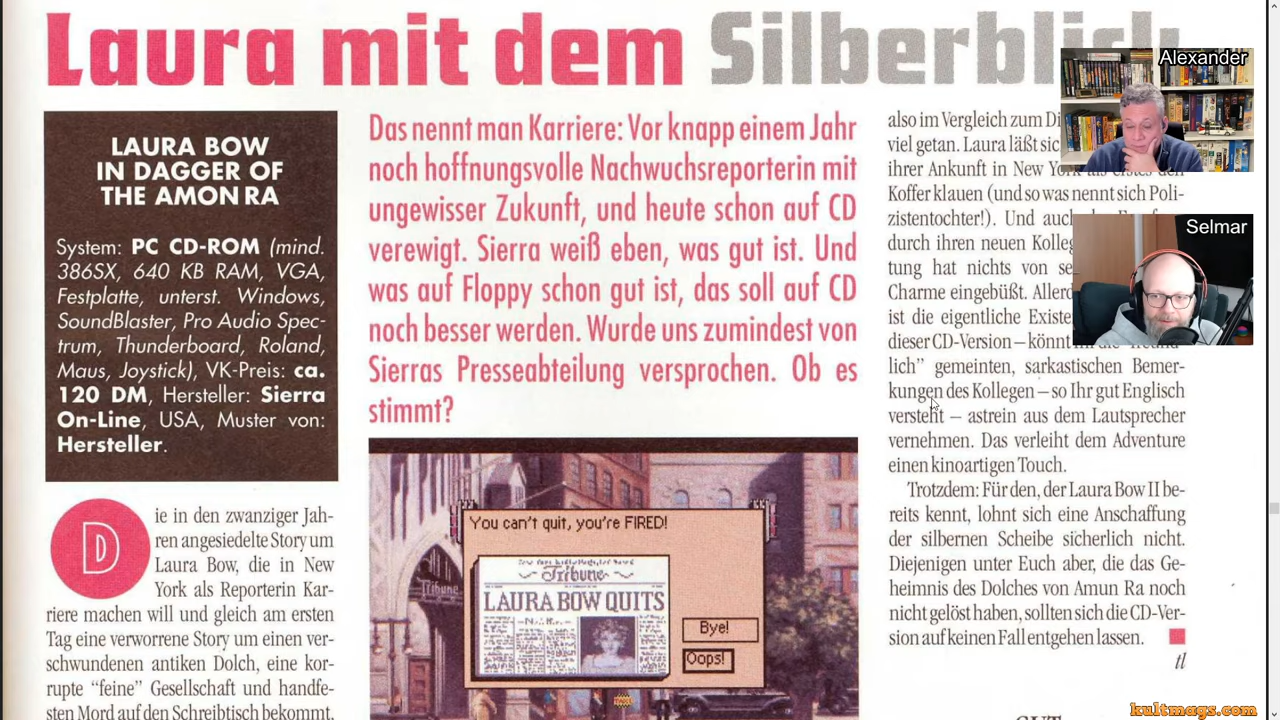 Laura mit dem Silberblick
LAURA BOW
IN DAGGER OF
THE AMON RA
System: PC CD-ROM (mind.
386SX, 640 KB RAM, VGA,
Festplatte, unterst. Windows,
SoundBlaster, Pro Audio Spec-
trum, Thunderboard, Roland,
Maus, Joystick), VK-Preis: ca.
120 DM, Hersteller: Sierra
On-Line, USA, Muster von:
Hersteller.
Die in den zwanziger Jah-
ren angesiedelte Story um
Laura Bow, die in New
York als Reporterin Kar-
riere machen will und gleich am ersten
Tag eine verworrene Story um einen ver-
schwundenen antiken Dolch, eine kor-
rupte “feine” Gesellschaft und handfe-
sten Mord auf den Schreibtisch bekommt,
Das nennt man Karriere: Vor knapp einem Jahr
noch hoffnungsvolle Nachwuchsreporterin mit
ungewisser Zukunft, und heute schon auf CD
verewigt. Sierra weiß eben, was gut ist. Und
was auf Floppy schon gut ist, das soll auf CD
noch besser werden. Wurde uns zumindest von
Sierras Presseabteilung versprochen. Ob es
stimmt?
You can't quit, you're FIRED!
Tribune
LAURA BOW QUITS
Bye!
Oops!
Tribune
also im Vergleich zum
viel getan. Laura läßt
ihrer Ankunft in New York als erstes den
Koffer klauen (und so was nennt sich Poli-
zistentochter!). Und auch
durch ihren neuen
tung hat nichts von
Charme eingebüßt.
ist die eigentliche
dieser CD-Version – könnt
lich” gemeinten, sarkastischen Bemer-
kungen des Kollegen – so Ihr gut Englisch
versteht – astrein aus dem Lautsprecher
vernehmen. Das verleiht dem Adventure
einen kinoartigen Touch.
Trotzdem: Für den, der Laura Bow II be-
reits kennt, lohnt sich eine Anschaffung
der silbernen Scheibe sicherlich nicht.
Diejenigen unter Euch aber, die das Ge-
heimnis des Dolches von Amun Ra noch
nicht gelöst haben, sollten sich die CD-Ver-
sion auf keinen Fall entgehen lassen.
tl
Alexander
Selmar
kultmags.com